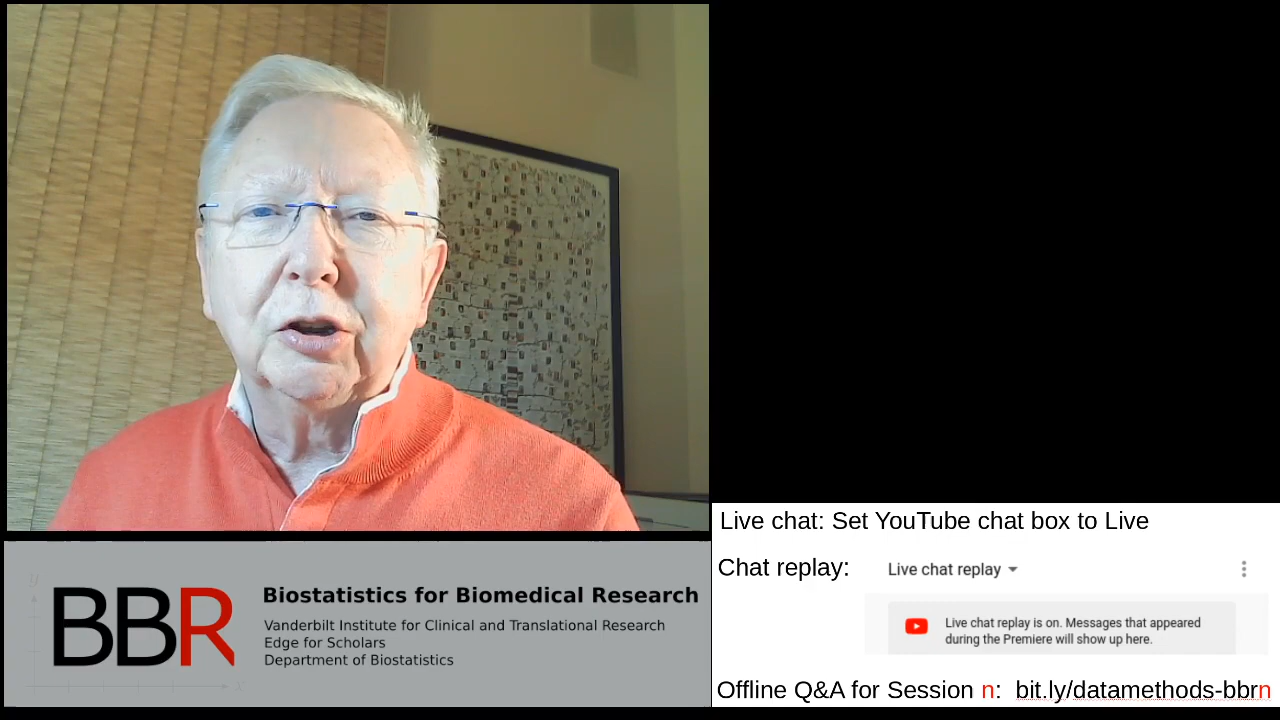 BBR
Biostatistics for Biomedical Research
Vanderbilt Institute for Clinical and Translational Research
Edge for Scholars
Department of Biostatistics
Live chat: Set YouTube chat box to Live
Chat replay:
Live chat replay
Live chat replay is on. Messages that appeared
during the Premiere will show up here.
Offline Q&A for Session n: bit.ly/datamethods-bbrn